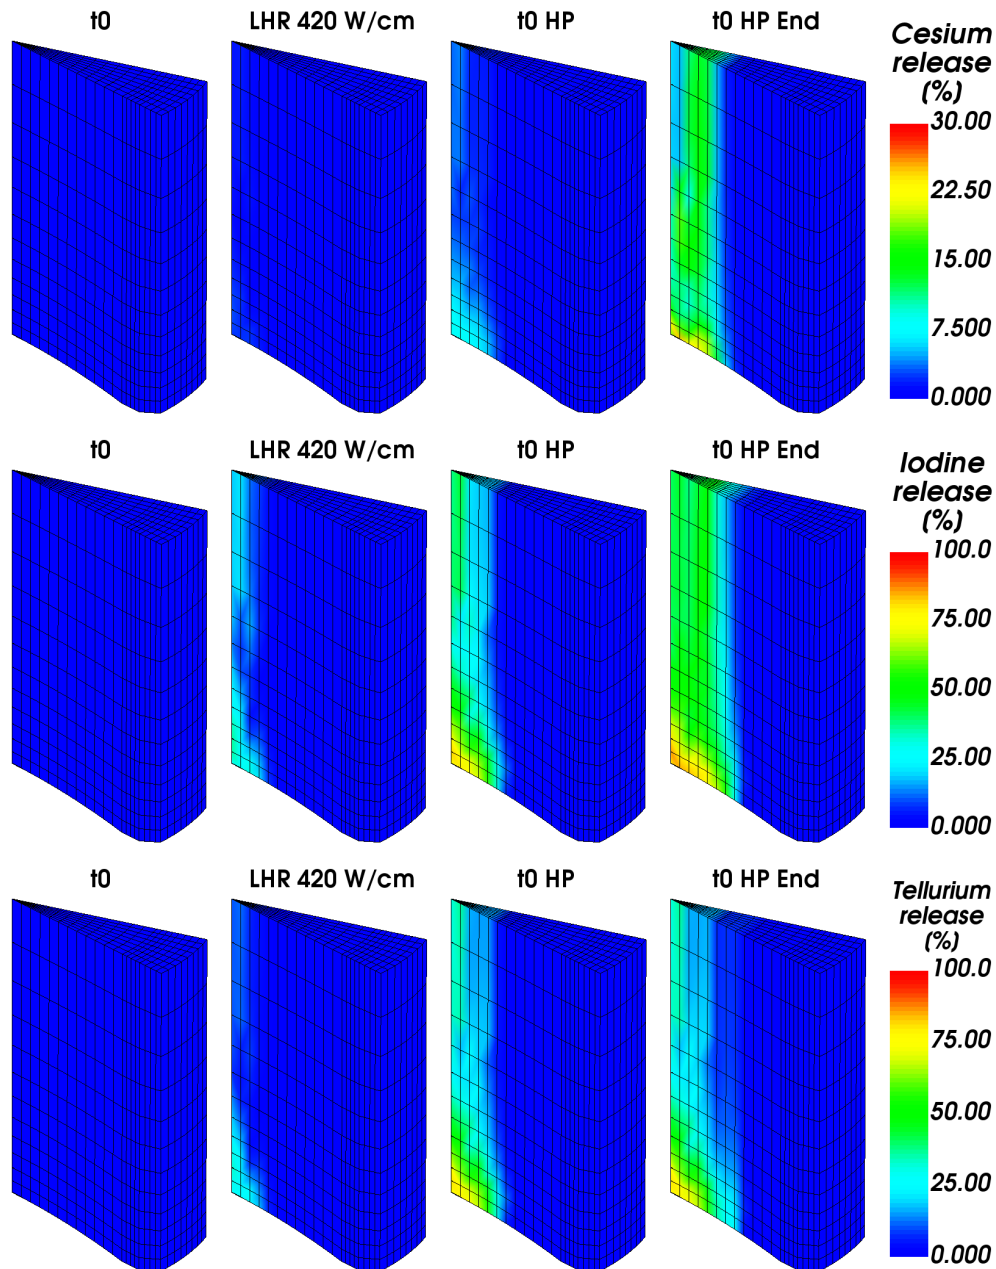 t0
LHR 420 W/cm
t0 HP
t0 HP End
Cesium
release
(%)
30.00
22.50
15.00
7.500
0.000
t0
LHR 420 W/cm
t0 HP
t0 HP End
Iodine
release
(%)
100.0
75.00
50.00
25.00
0.000
t0
LHR 420 W/cm
t0 HP
t0 HP End
Tellurium
release
(%)
100.0
75.00
50.00
25.00
0.000